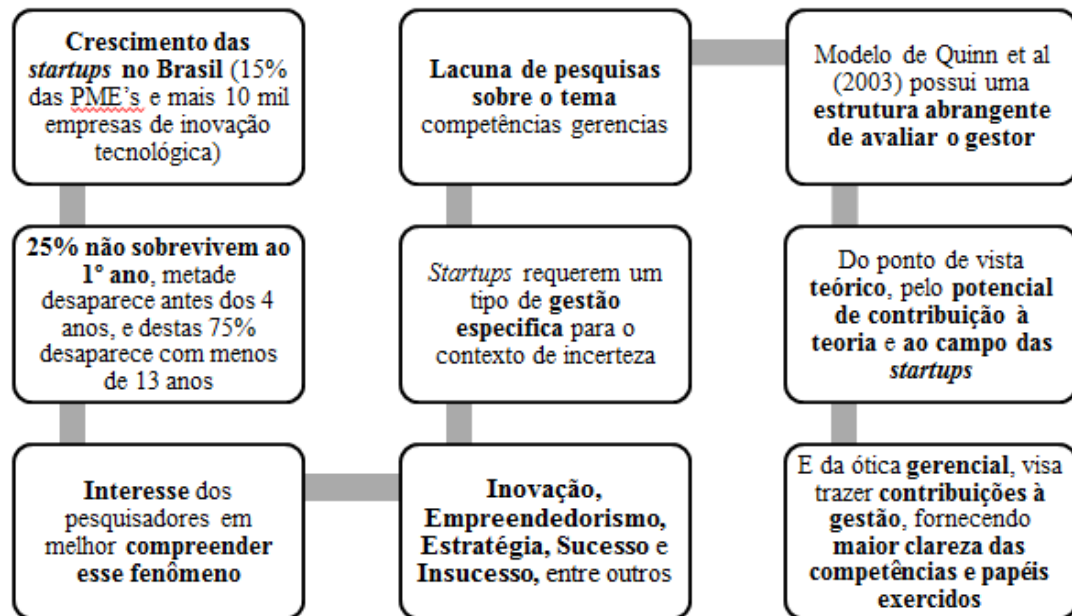 Crescimento das
startups no Brasil (15%
das PME's e mais 10 mil
empresas de inovação
tecnológica)
25% não sobrevivem ao
1º ano, metade
desaparece antes dos 4
anos, e destas 75%
desaparece com menos
de 13 anos
Interesse dos
pesquisadores em
melhor compreender
esse fenômeno
Inovação,
Empreendedorismo,
Estratégia, Sucesso e
Insucesso, entre outros
Startups requerem um
tipo de gestão
especifica para o
contexto de incerteza
Lacuna de pesquisas
sobre o tema
competências gerencias
Modelo de Quinn et al
(2003) possui uma
estrutura abrangente
de avaliar o gestor
Do ponto de vista
teórico, pelo potencial
de contribuição à
teoria e ao campo das
startups
E da ótica gerencial, visa
trazer contribuições à
gestão, fornecendo
maior clareza das
competências e papéis
exercidos